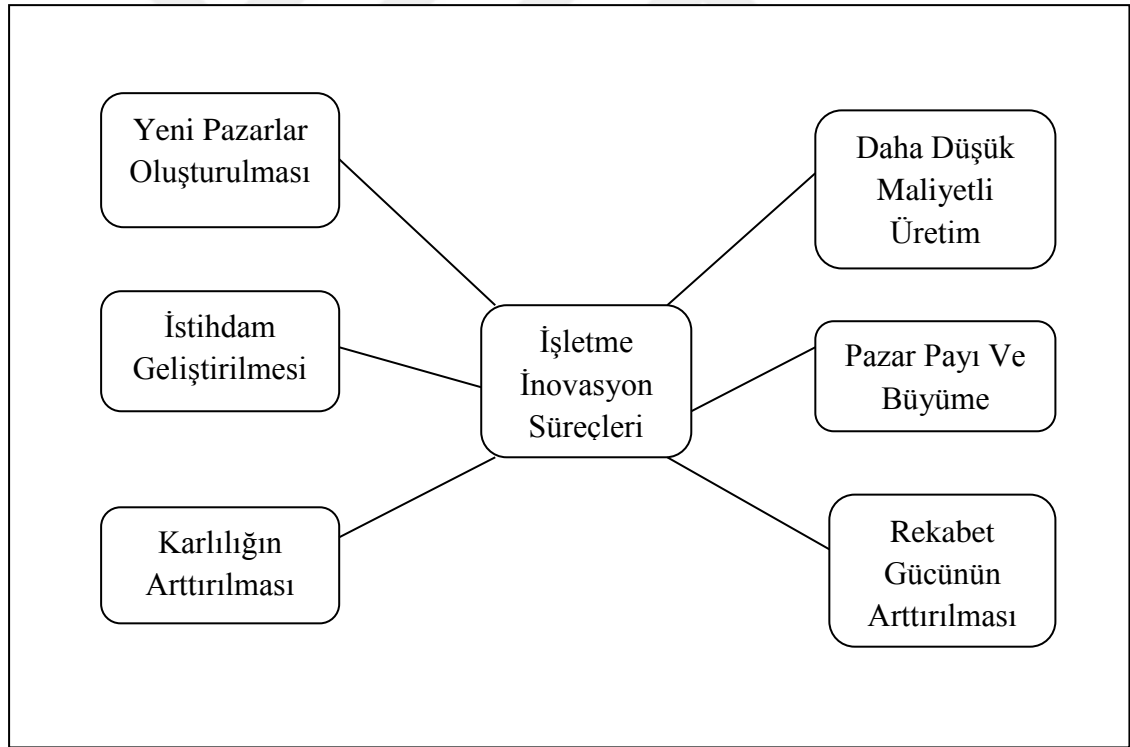 Yeni Pazarlar
Oluşturulması
İstihdam
Geliştirilmesi
Karlılığın
Arttırılması
İşletme
İnovasyon
Süreçleri
Daha Düşük
Maliyetli
Üretim
Pazar Payı Ve
Büyüme
Rekabet
Gücünün
Arttırılması